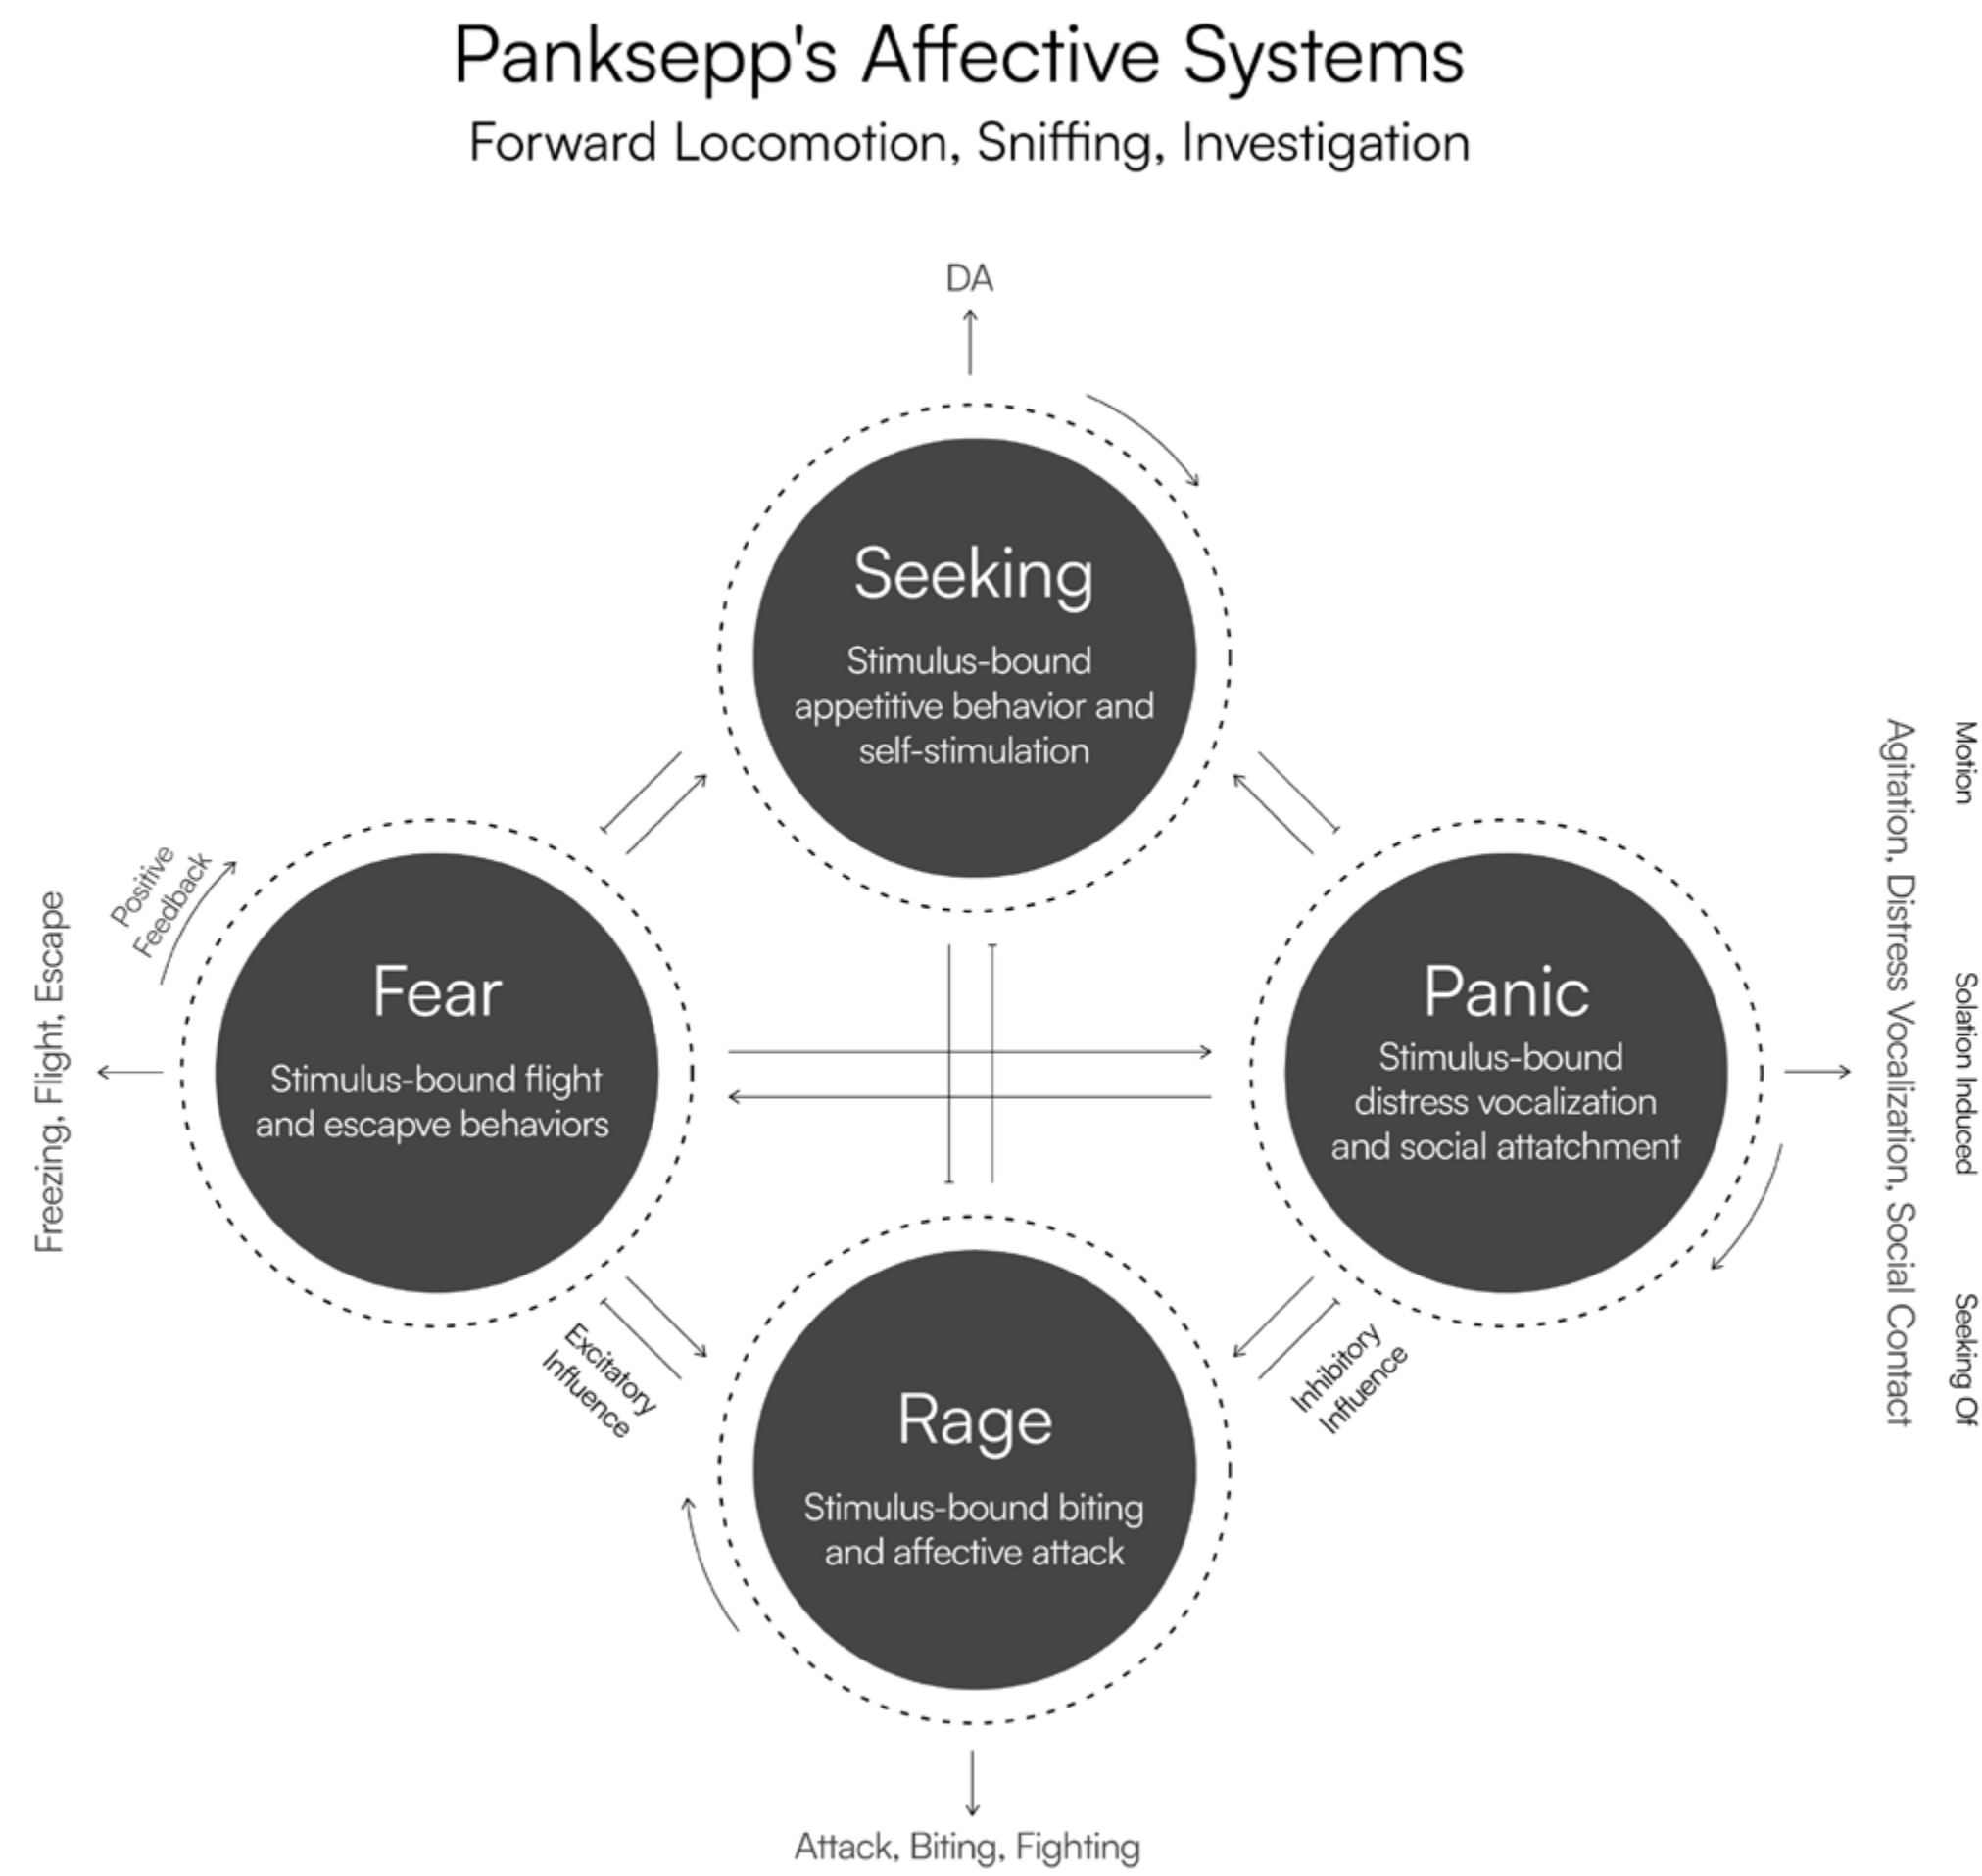 Panksepp's Affective Systems
Forward Locomotion, Sniffing, Investigation
DA
Seeking
Stimulus-bound
appetitive behavior and
self-stimulation
Positive
Feedback
Freezing, Flight, Escape
Fear
Stimulus-bound flight
and escapve behaviors
Panic
Stimulus-bound
distress vocalization
and social attatchment
Motion
Solation Induced
Seeking Of
Agitation, Distress Vocalization, Social Contact
Excitatory
Influence
Inhibitory
Influence
Rage
Stimulus-bound biting
and affective attack
Attack, Biting, Fighting